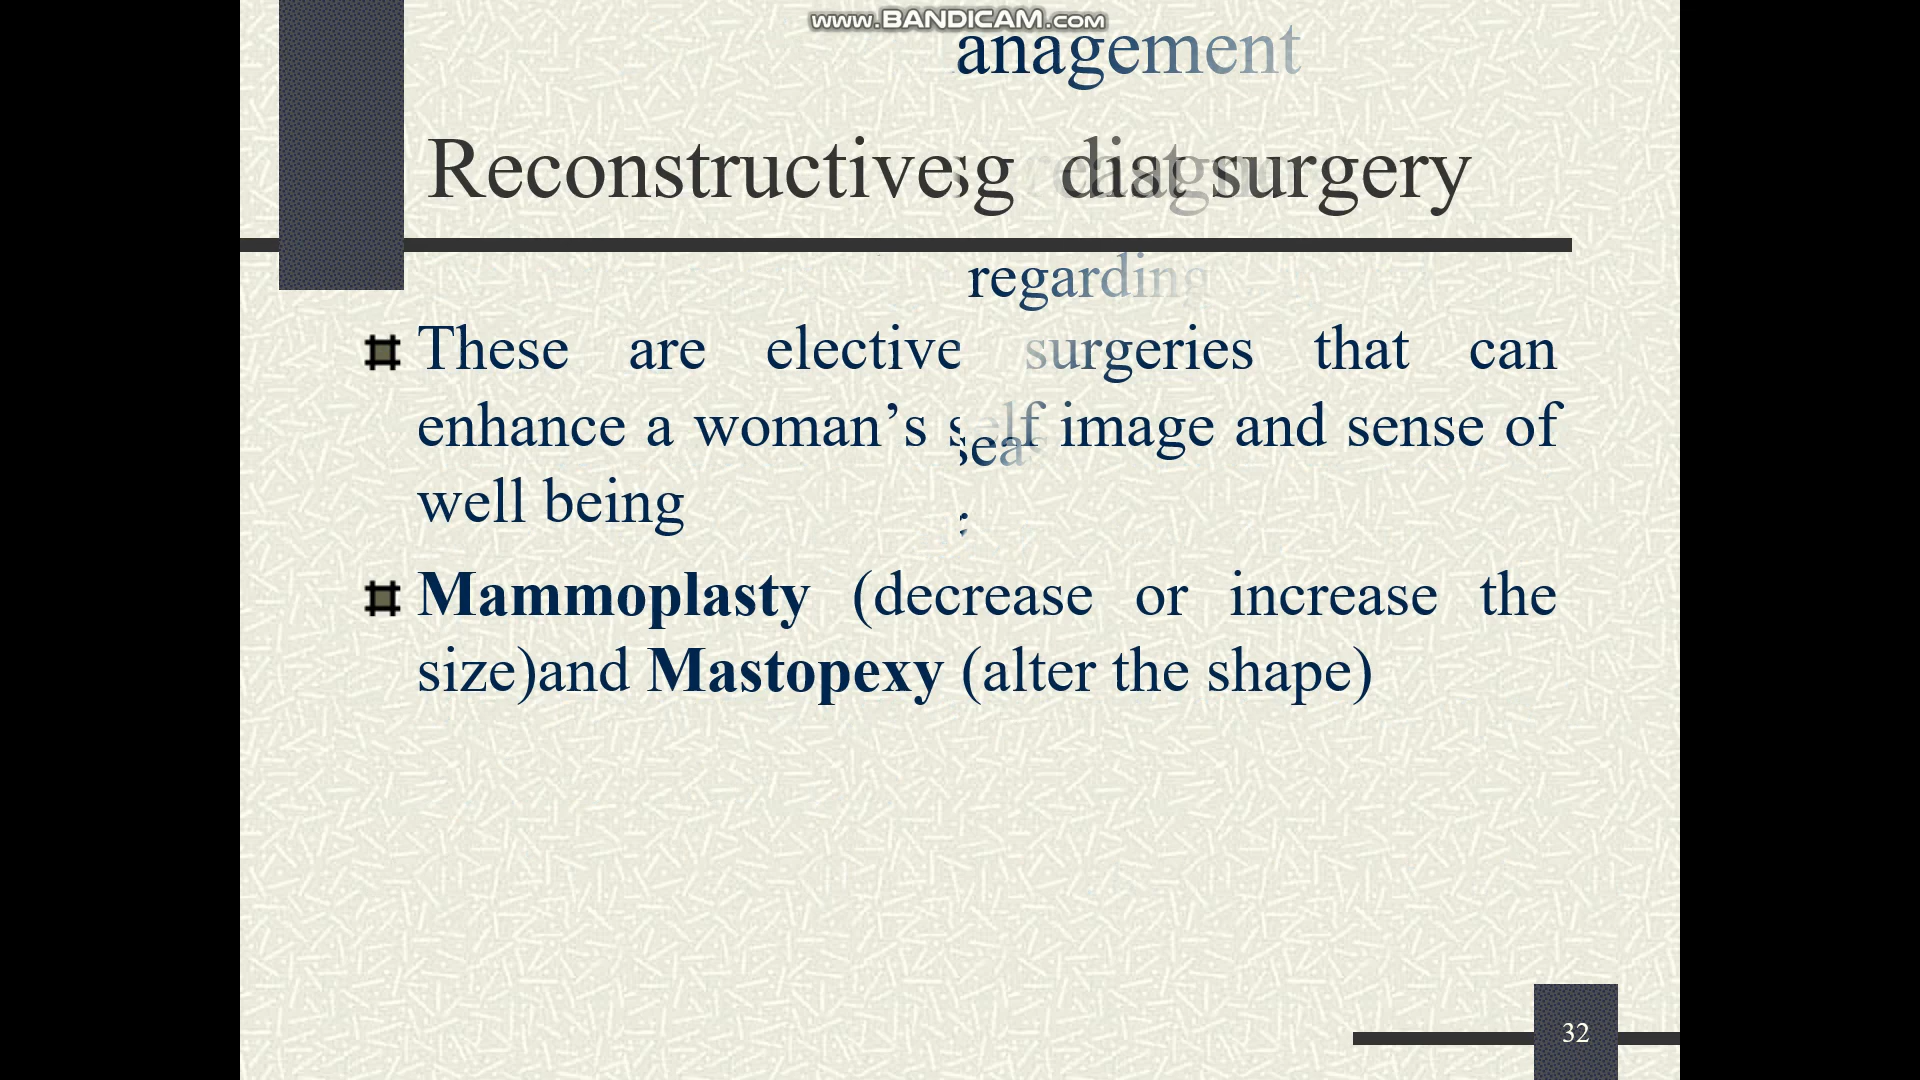 www.BANDICAM.com
anagement
Reconstructive surgery
regarding
These are elective surgeries that can
enhance a woman’s self image and sense of
well being
Mammoplasty (decrease or increase the
size)and Mastopexy (alter the shape)
32